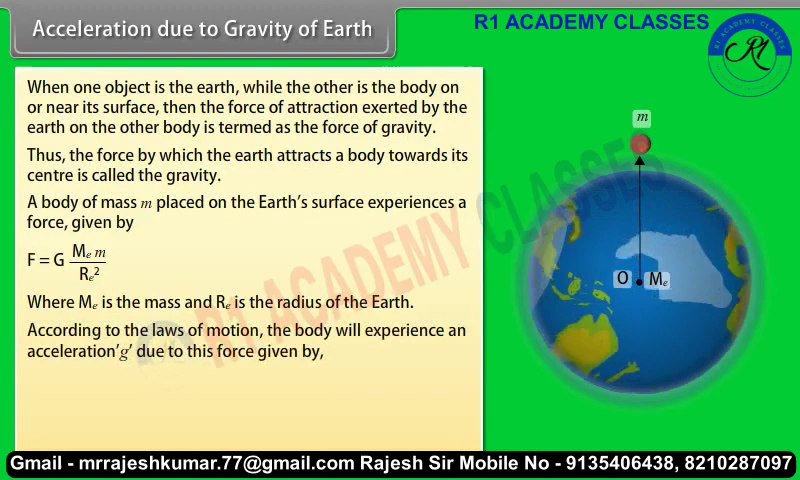 Acceleration due to Gravity of Earth
R1 ACADEMY CLASSES
R1 ACADEMY CLASSES
R1
When one object is the earth, while the other is the body on
or near its surface, then the force of attraction exerted by the
earth on the other body is termed as the force of gravity.
Thus, the force by which the earth attracts a body towards its
centre is called the gravity.
A body of mass m placed on the Earth's surface experiences a
force, given by
F = G Mₑ m / Rₑ²
Where Mₑ is the mass and Rₑ is the radius of the Earth.
According to the laws of motion, the body will experience an
acceleration'g' due to this force given by,
m
O Mₑ
R1 ACADEMY CLASSES
Gmail - mrrajeshkumar.77@gmail.com Rajesh Sir Mobile No - 9135406438, 8210287097